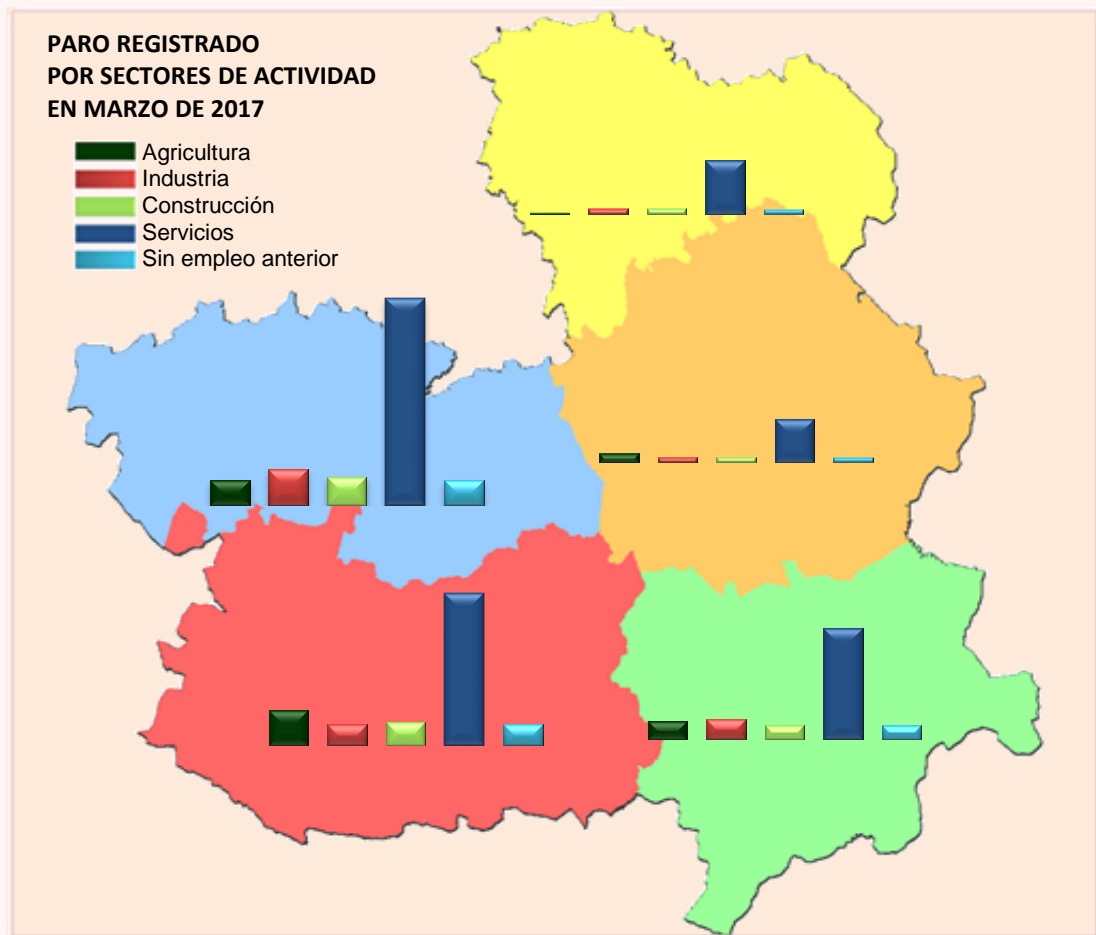 PARO REGISTRADO
POR SECTORES DE ACTIVIDAD
EN MARZO DE 2017
Agricultura
Industria
Construcción
Servicios
Sin empleo anterior